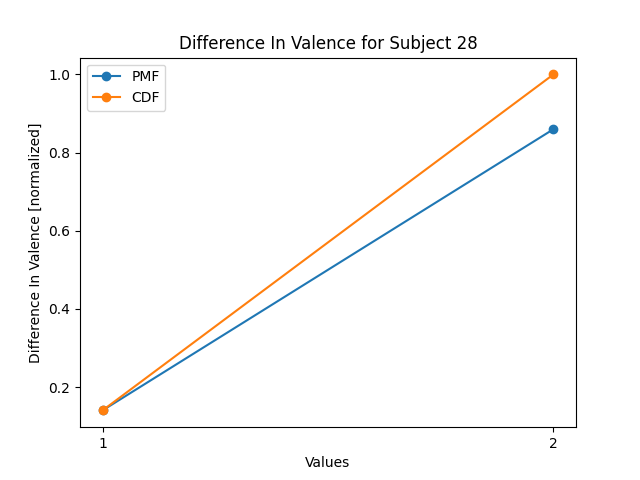 Difference In Valence for Subject 28
PMF
CDF
1.0
0.8
0.6
0.4
0.2
Difference In Valence [normalized]
1
2
Values